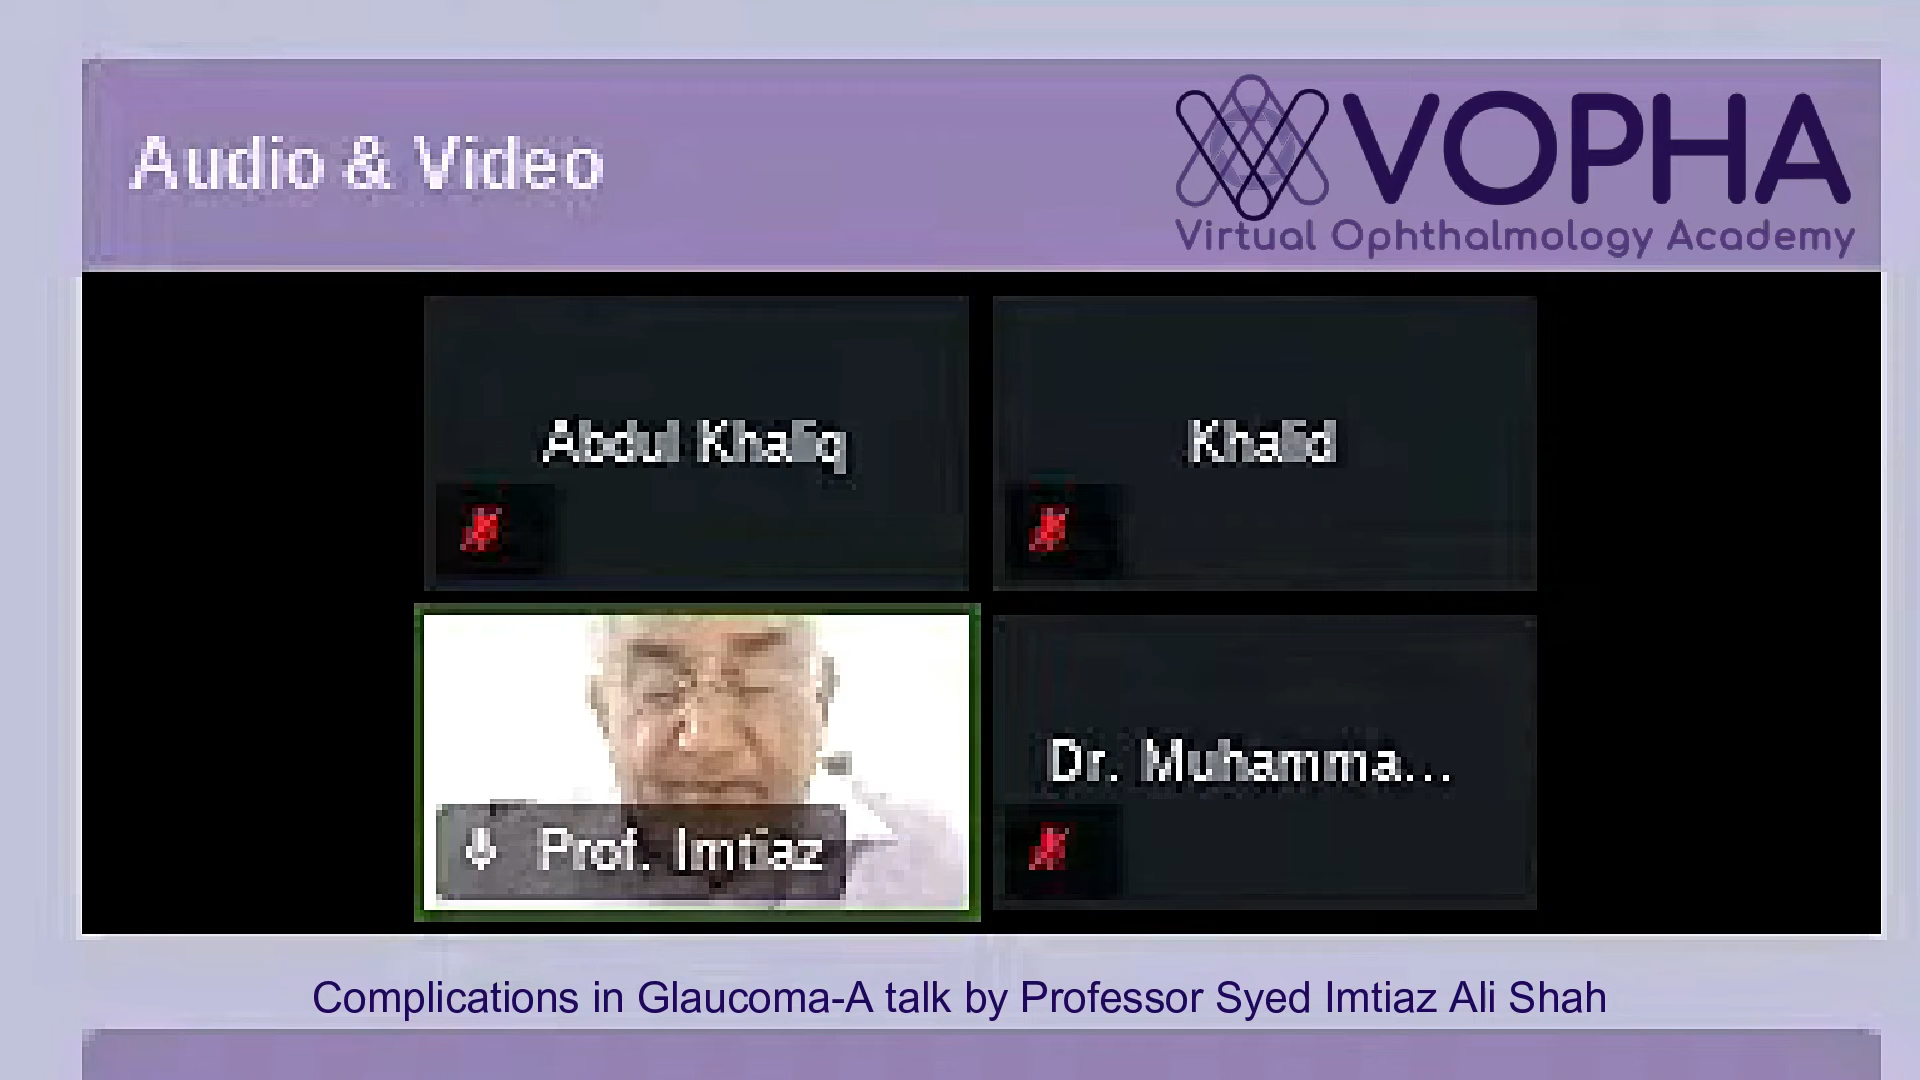 Audio & Video
VOPHA
Virtual Ophthalmology Academy
Abdul Khaliq
Khalid
Prof. Imtiaz
Dr. Muhamma...
Complications in Glaucoma-A talk by Professor Syed Imtiaz Ali Shah